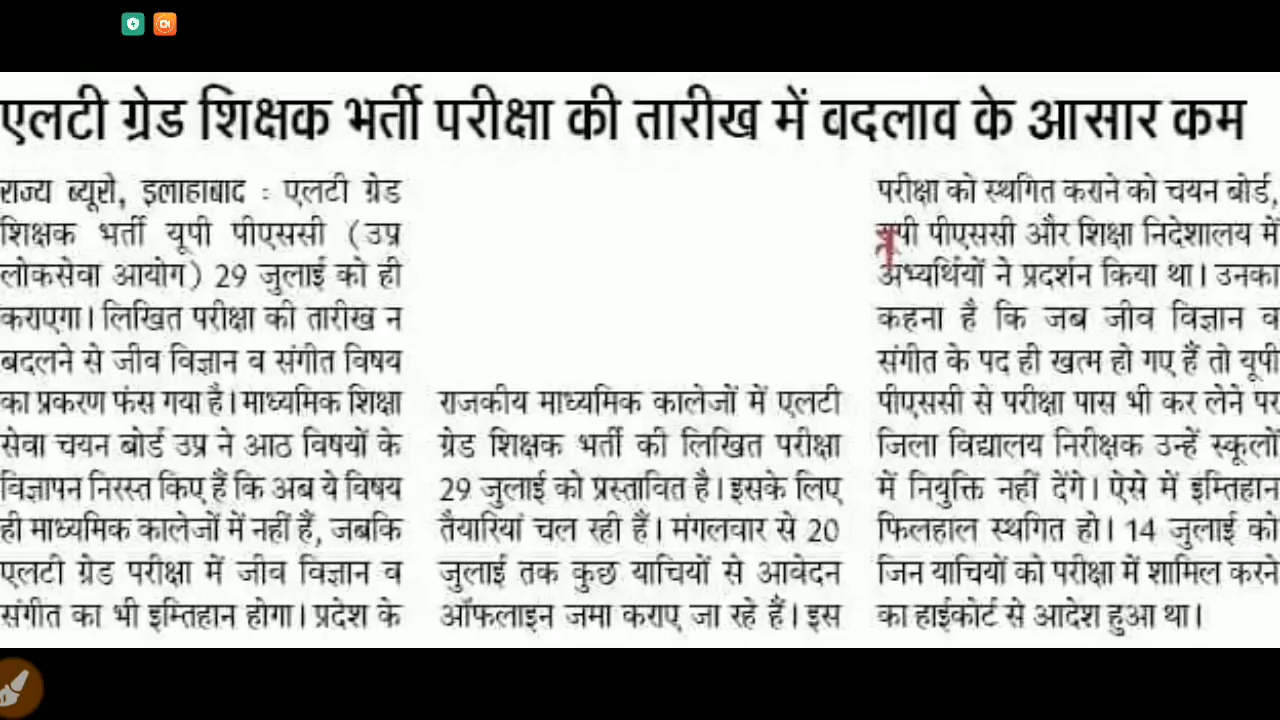 एलटी ग्रेड शिक्षक भर्ती परीक्षा की तारीख में वदलाव के आसार कम
राज्य ब्यूरो, इलाहाबाद : एलटी ग्रेड
शिक्षक भर्ती यूपी पीएससी (उप्र
लोकसेवा आयोग) 29 जुलाई को ही
कराएगा। लिखित परीक्षा की तारीख न
बदलने से जीव विज्ञान व संगीत विषय
का प्रकरण फंस गया है। माध्यमिक शिक्षा
सेवा चयन बोर्ड उप्र ने आठ विषयों के
विज्ञापन निरस्त किए हैं कि अब ये विषय
ही माध्यमिक कालेजों में नहीं हैं, जबकि
एलटी ग्रेड परीक्षा में जीव विज्ञान व
संगीत का भी इम्तिहान होगा। प्रदेश के
राजकीय माध्यमिक कालेजों में एलटी
ग्रेड शिक्षक भर्ती की लिखित परीक्षा
29 जुलाई को प्रस्तावित है। इसके लिए
तैयारियां चल रही हैं। मंगलवार से 20
जुलाई तक कुछ याचियों से आवेदन
ऑफलाइन जमा कराए जा रहे हैं। इस
परीक्षा को स्थगित कराने को चयन बोर्ड,
यूपी पीएससी और शिक्षा निदेशालय में
अभ्यर्थियों ने प्रदर्शन किया था। उनका
कहना है कि जब जीव विज्ञान व
संगीत के पद ही खत्म हो गए हैं तो यूपी
पीएससी से परीक्षा पास भी कर लेने पर
जिला विद्यालय निरीक्षक उन्हें स्कूलों
में नियुक्ति नहीं देंगे। ऐसे में इम्तिहान
फिलहाल स्थगित हो। 14 जुलाई को
जिन याचियों को परीक्षा में शामिल करने
का हाईकोर्ट से आदेश हुआ था।